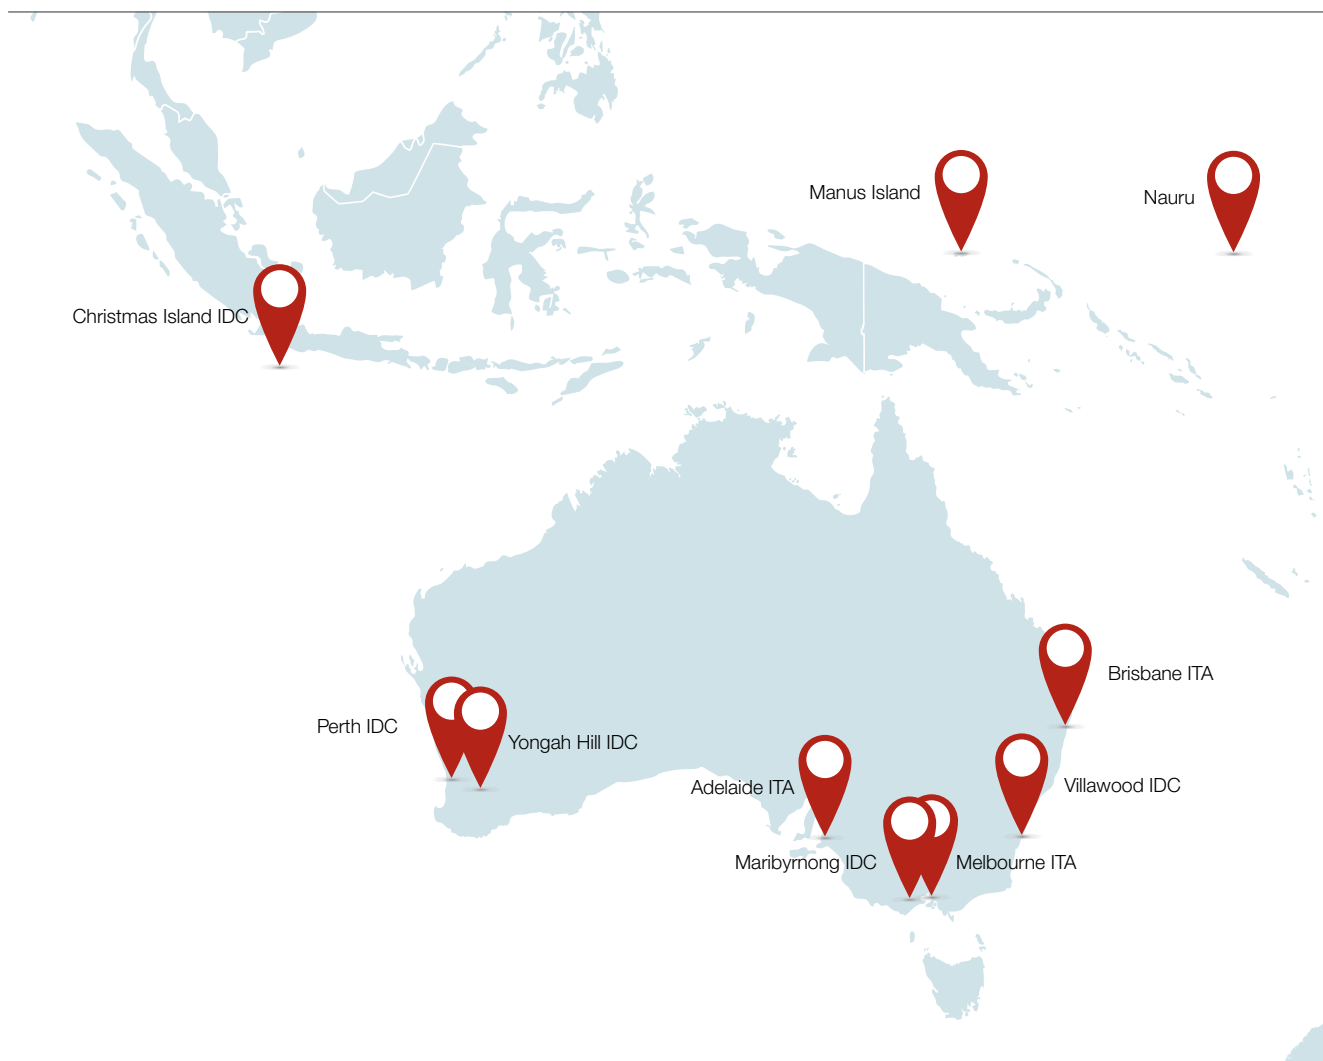 Manus Island
Nauru
Christmas Island IDC
Brisbane ITA
Perth IDC
Yongah Hill IDC
Adelaide ITA
Villawood IDC
Maribyrnong IDC
Melbourne ITA